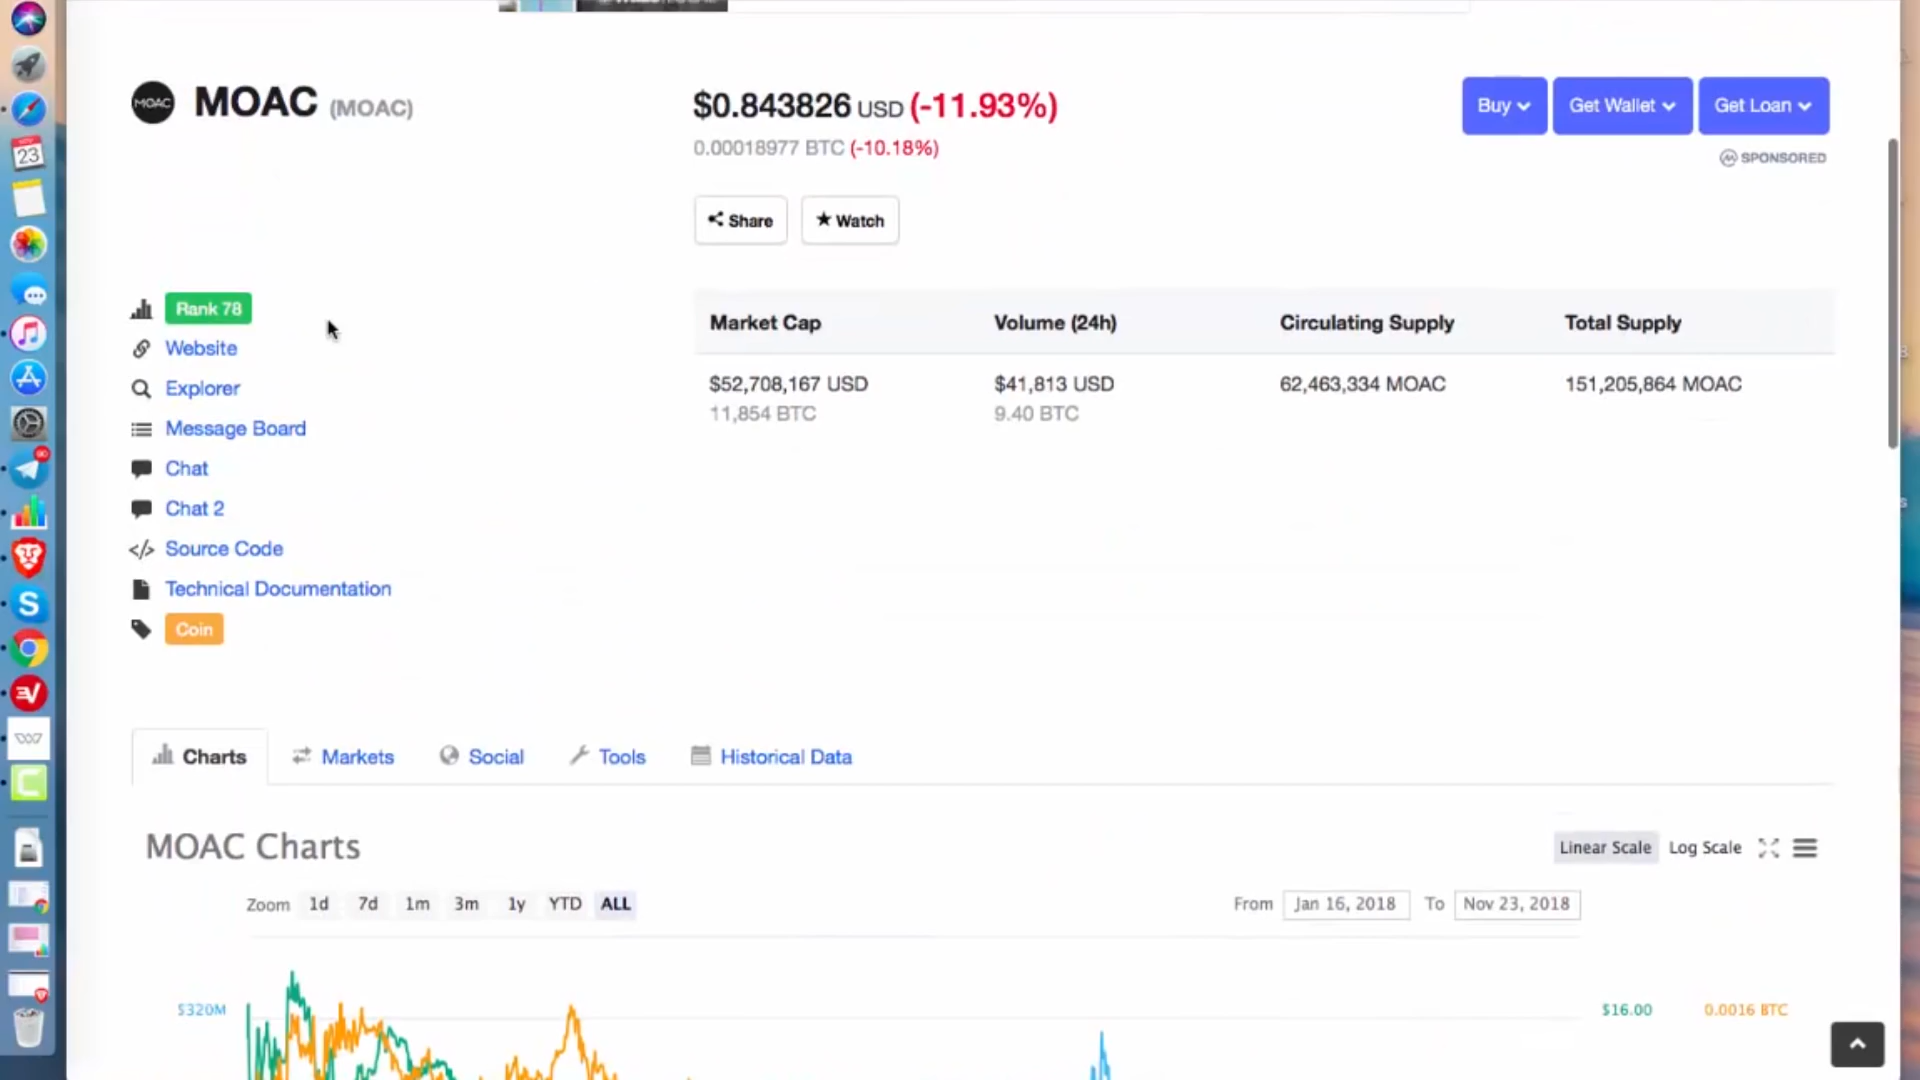 MOAC MOAC (MOAC)
$0.843826 USD (-11.93%)
0.00018977 BTC (-10.18%)
Buy
Get Wallet
Get Loan
SPONSORED
Share
Watch
NOV
23
Rank 78
Website
Explorer
Message Board
Chat
Chat 2
Source Code
Technical Documentation
Coin
Market Cap Volume (24h) Circulating Supply Total Supply
$52,708,167 USD $41,813 USD 62,463,334 MOAC 151,205,864 MOAC
11,854 BTC 9.40 BTC
Charts Markets Social Tools Historical Data
MOAC Charts
Linear Scale Log Scale
Zoom 1d 7d 1m 3m 1y YTD ALL
From Jan 16, 2018 To Nov 23, 2018
$320M $16.00 0.0016 BTC